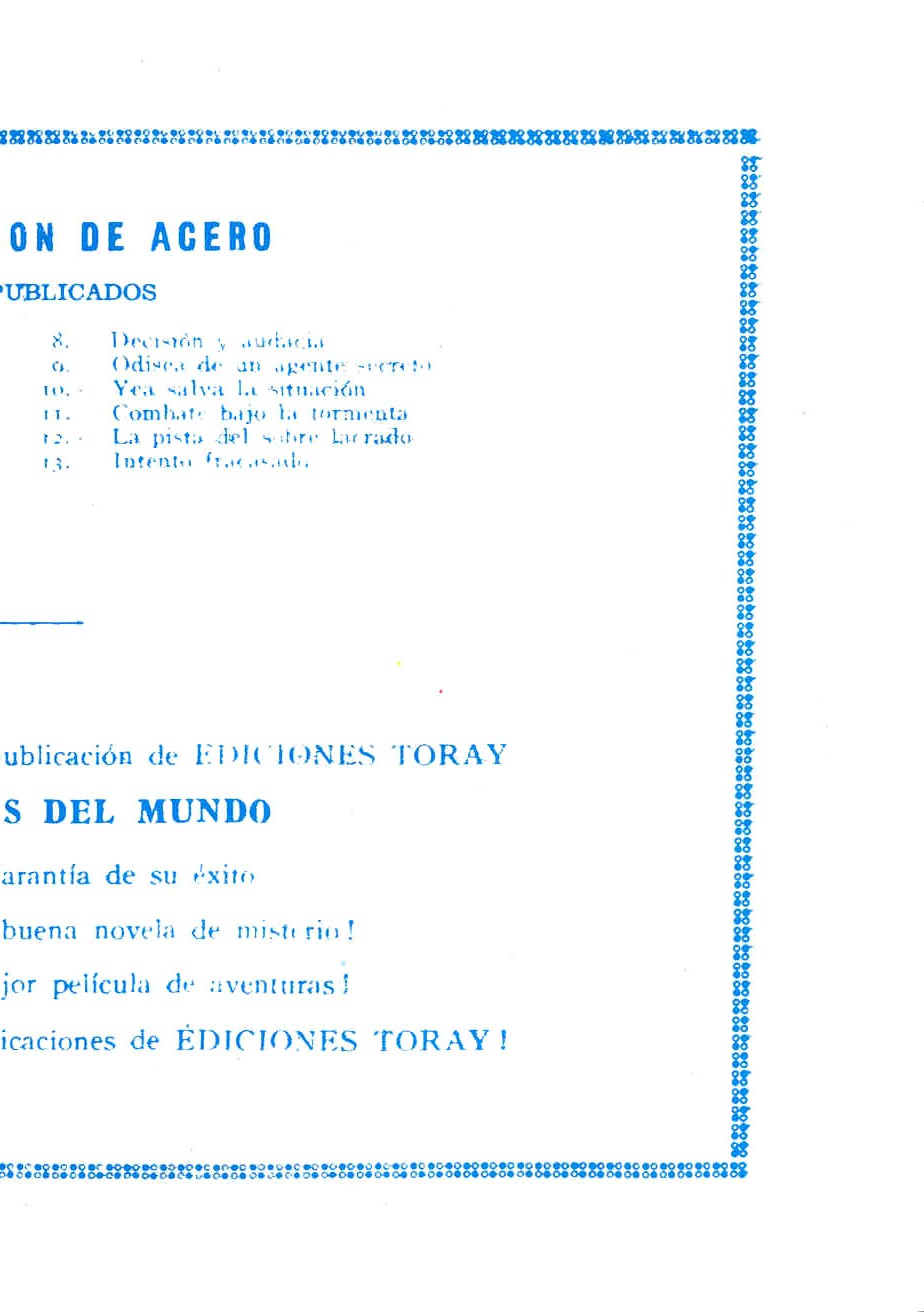 ON DE ACERO
PUBLICADOS
8. Decisión y audacia
9. Odisea de un agente secreto
10.- Yea salva la situación
11. Combate bajo la tormenta
12.- La pista del sobre lacrado
13. Intento fracasado
ublicación de EDICIONES TORAY
S DEL MUNDO
arantía de su éxito
buena novela de misterio!
jor película de aventuras!
icaciones de EDICIONES TORAY!